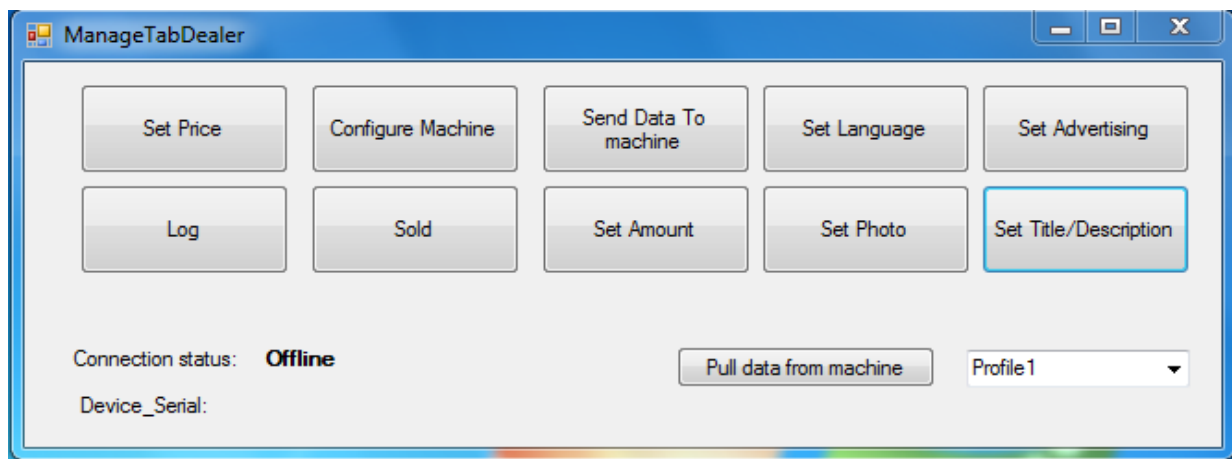 ManageTabDealer
Set Price
Configure Machine
Send Data To
machine
Set Language
Set Advertising
Log
Sold
Set Amount
Set Photo
Set Title/Description
Connection status: Offline
Pull data from machine
Profile1
Device_Serial: